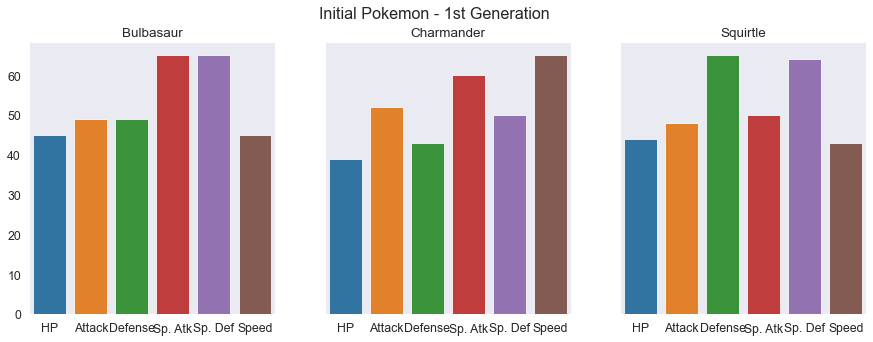 Initial Pokemon - 1st Generation
Bulbasaur
Charmander
Squirtle
60
50
40
30
20
10
0
HP Attack Defense Sp. Atk Sp. Def Speed
HP Attack Defense Sp. Atk Sp. Def Speed
HP Attack Defense Sp. Atk Sp. Def Speed